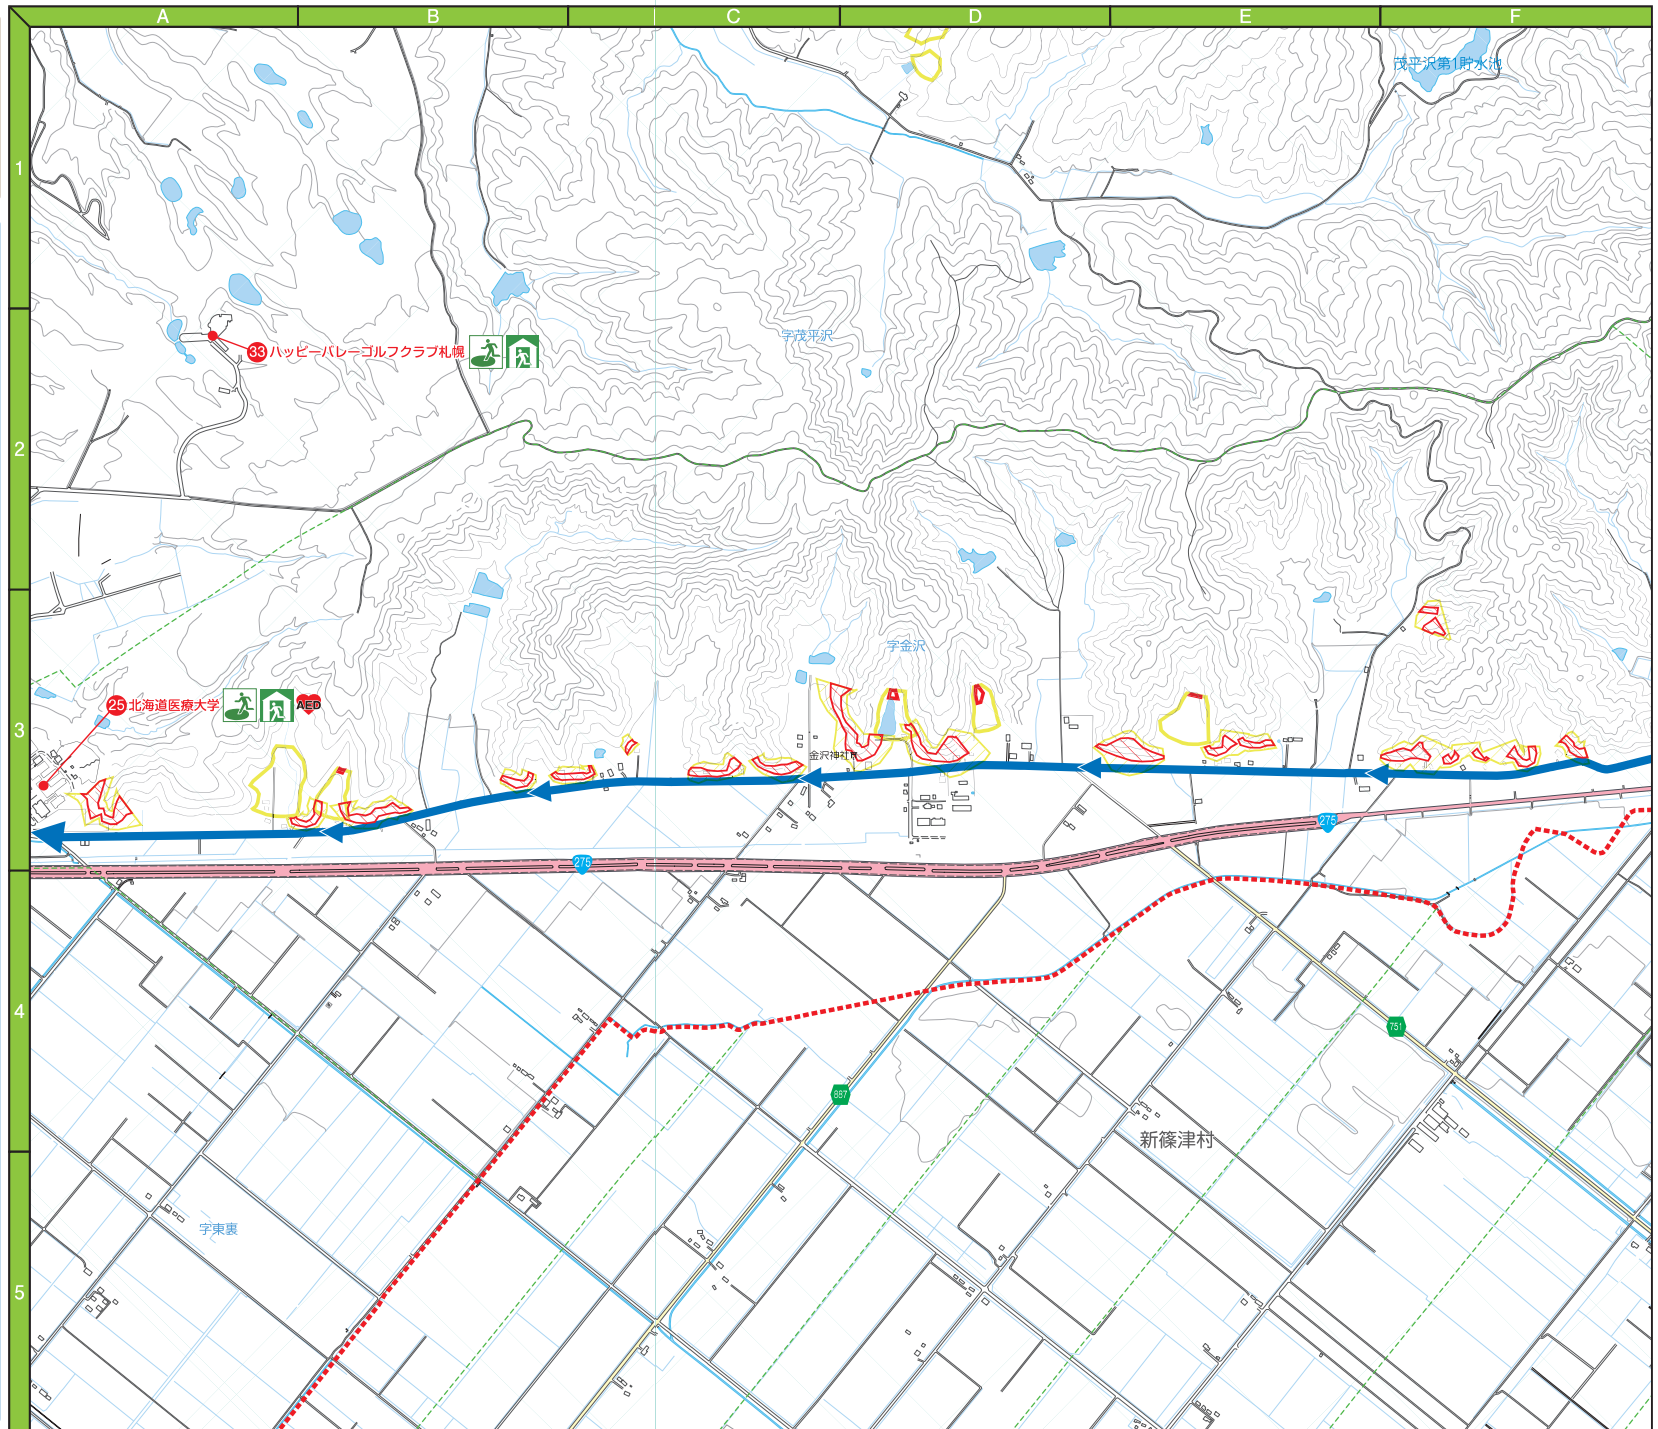 A
B
C
D
E
F
茂平沢第1貯水池
1
字茂平沢
33 ハッピーバレーゴルフクラブ札幌
2
字金沢
25 北海道医療大学
AED
3
金沢神社
275
275
4
751
887
新篠津村
字東裏
5